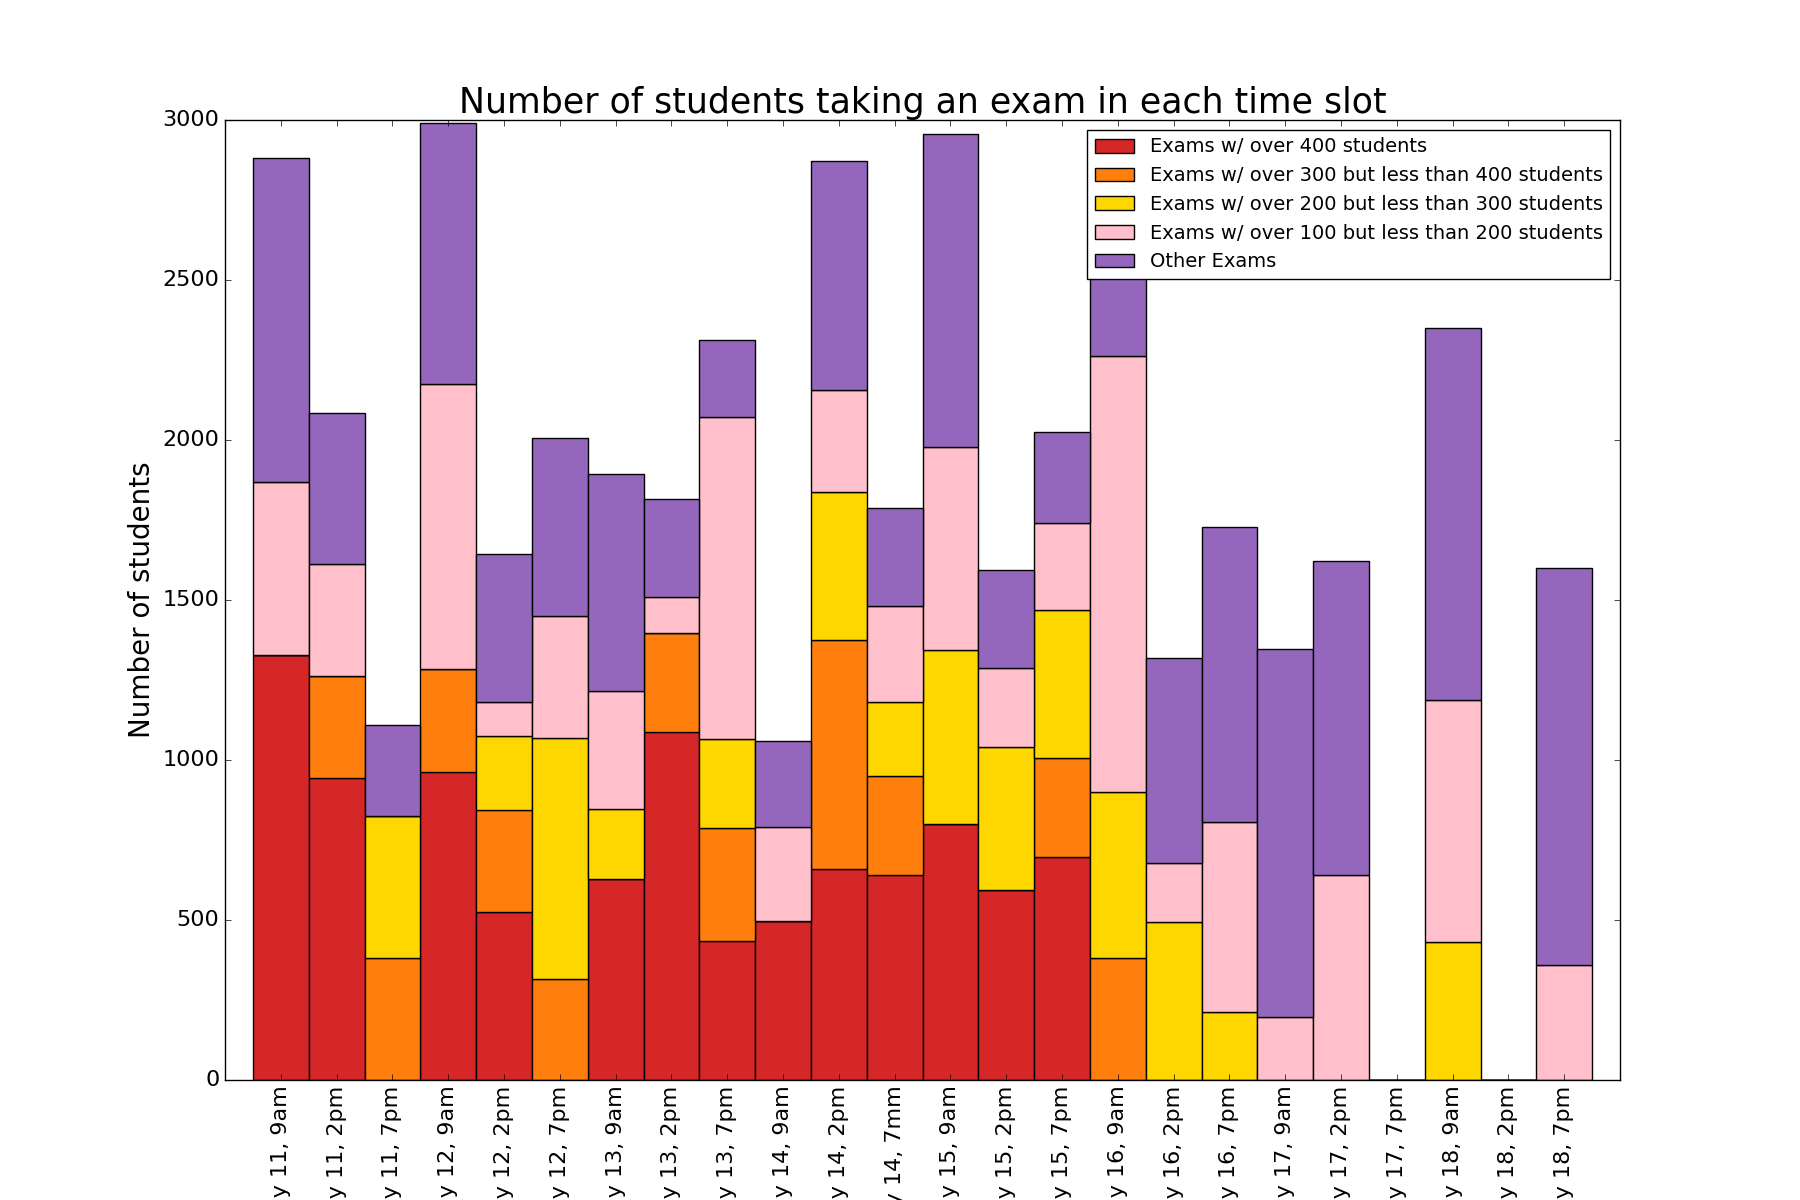 Number of students taking an exam in each time slot
Exams w/ over 400 students
Exams w/ over 300 but less than 400 students
Exams w/ over 200 but less than 300 students
Exams w/ over 100 but less than 200 students
Other Exams
Number of students
3000
2500
2000
1500
1000
500
0
y 11, 9am
y 11, 2pm
y 11, 7pm
y 12, 9am
y 12, 2pm
y 12, 7pm
y 13, 9am
y 13, 2pm
y 13, 7pm
y 14, 9am
y 14, 2pm
y 14, 7mm
y 15, 9am
y 15, 2pm
y 15, 7pm
y 16, 9am
y 16, 2pm
y 16, 7pm
y 17, 9am
y 17, 2pm
y 17, 7pm
y 18, 9am
y 18, 2pm
y 18, 7pm